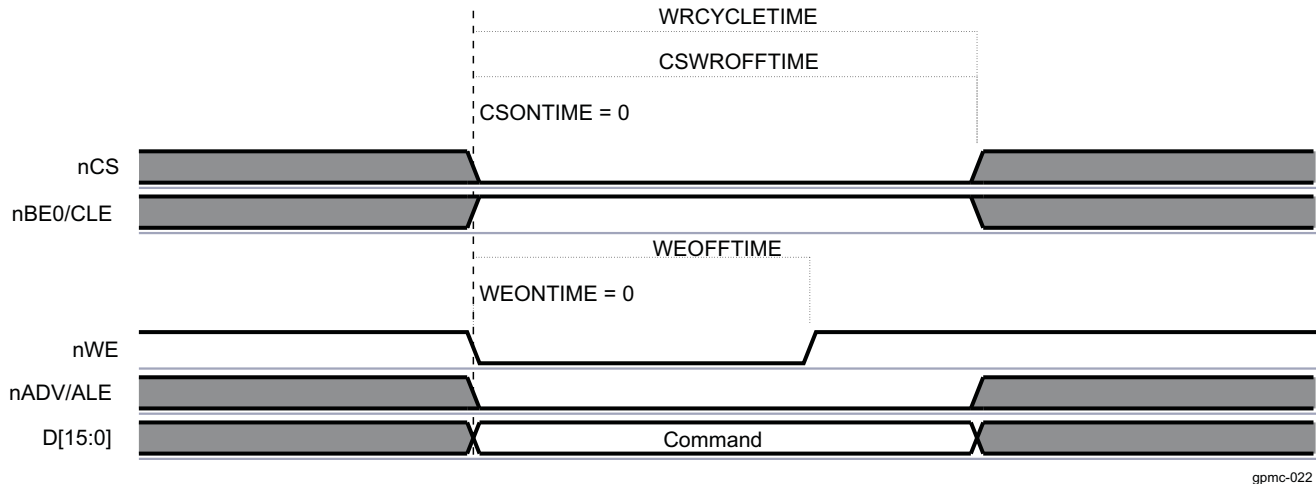 WRCYCLETIME
CSWROFFTIME
CSONTIME = 0
nCS
nBE0/CLE
WEOFFTIME
WEONTIME = 0
nWE
nADV/ALE
D[15:0]
Command
gpmc-022